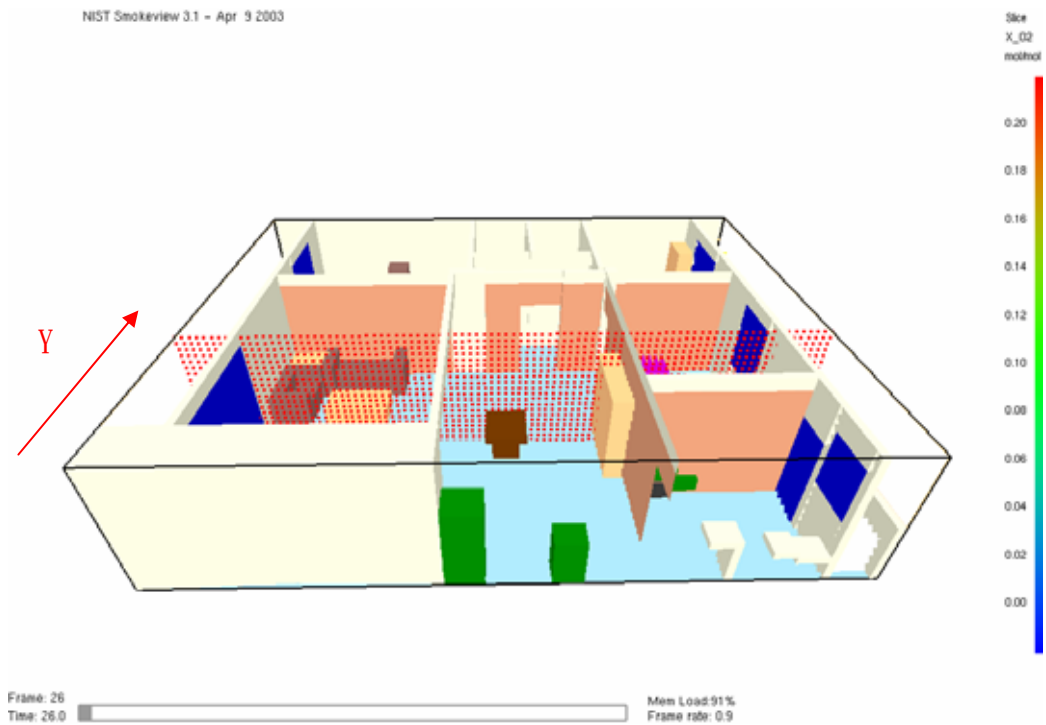 NIST Smokeview 3.1 - Apr 9 2003
Slice
X_O2
mol/mol
0.20
0.18
0.16
0.14
0.12
0.10
0.08
0.06
0.04
0.02
0.00
Y
Frame: 26
Time: 26.0
Mem Load:91%
Frame rate: 0.9